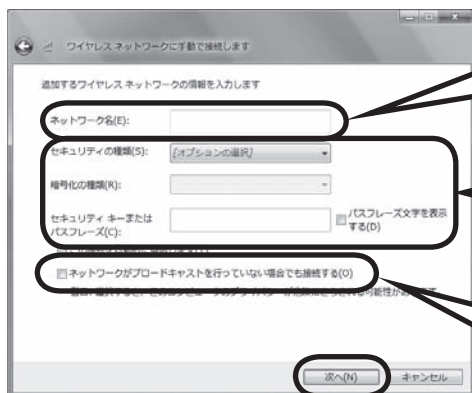 ワイヤレス ネットワークに手動で接続します
追加するワイヤレス ネットワークの情報を入力します
ネットワーク名(E):
セキュリティの種類(S): [オプションの選択]
暗号化の種類(R):
セキュリティ キーまたは
パスフレーズ(C):
パスフレーズ文字を表示
する(D)
ネットワークがブロードキャストを行っていない場合でも接続する(O)
次へ(N) キャンセル